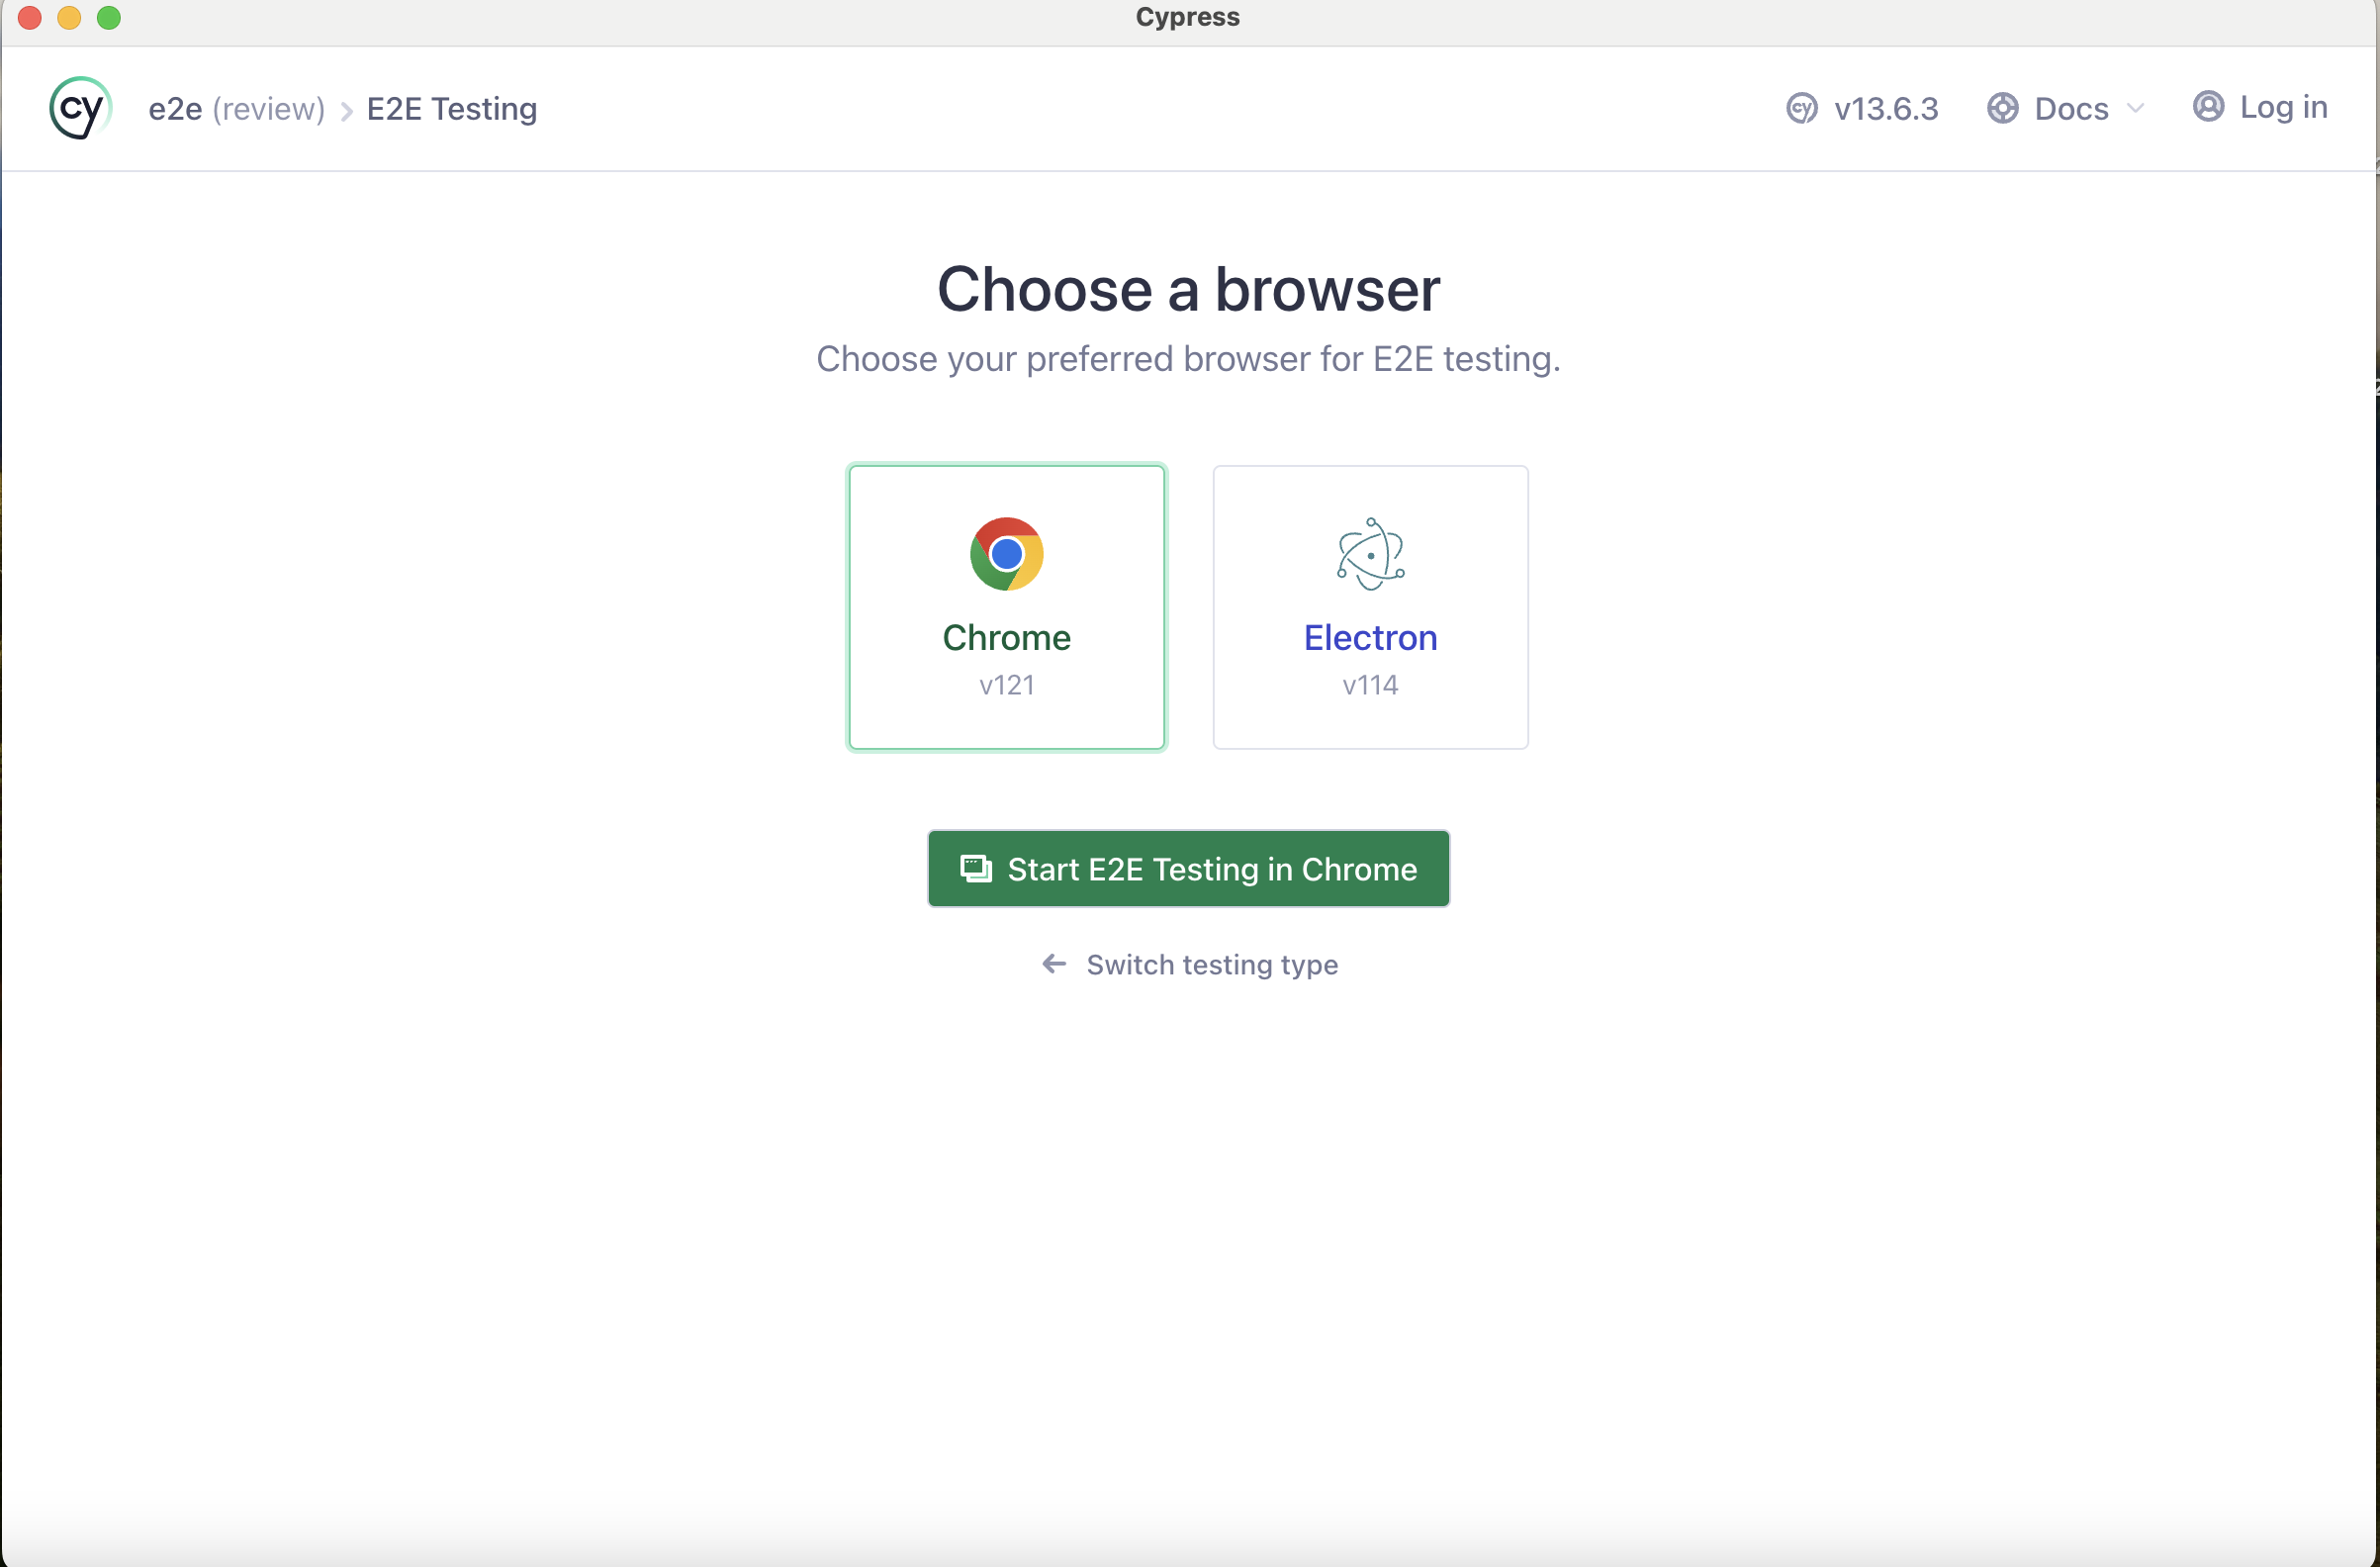 Cypress
cy e2e (review) E2E Testing
cy v13.6.3 Docs Log in
Choose a browser
Choose your preferred browser for E2E testing.
Chrome
v121
Electron
v114
Start E2E Testing in Chrome
Switch testing type